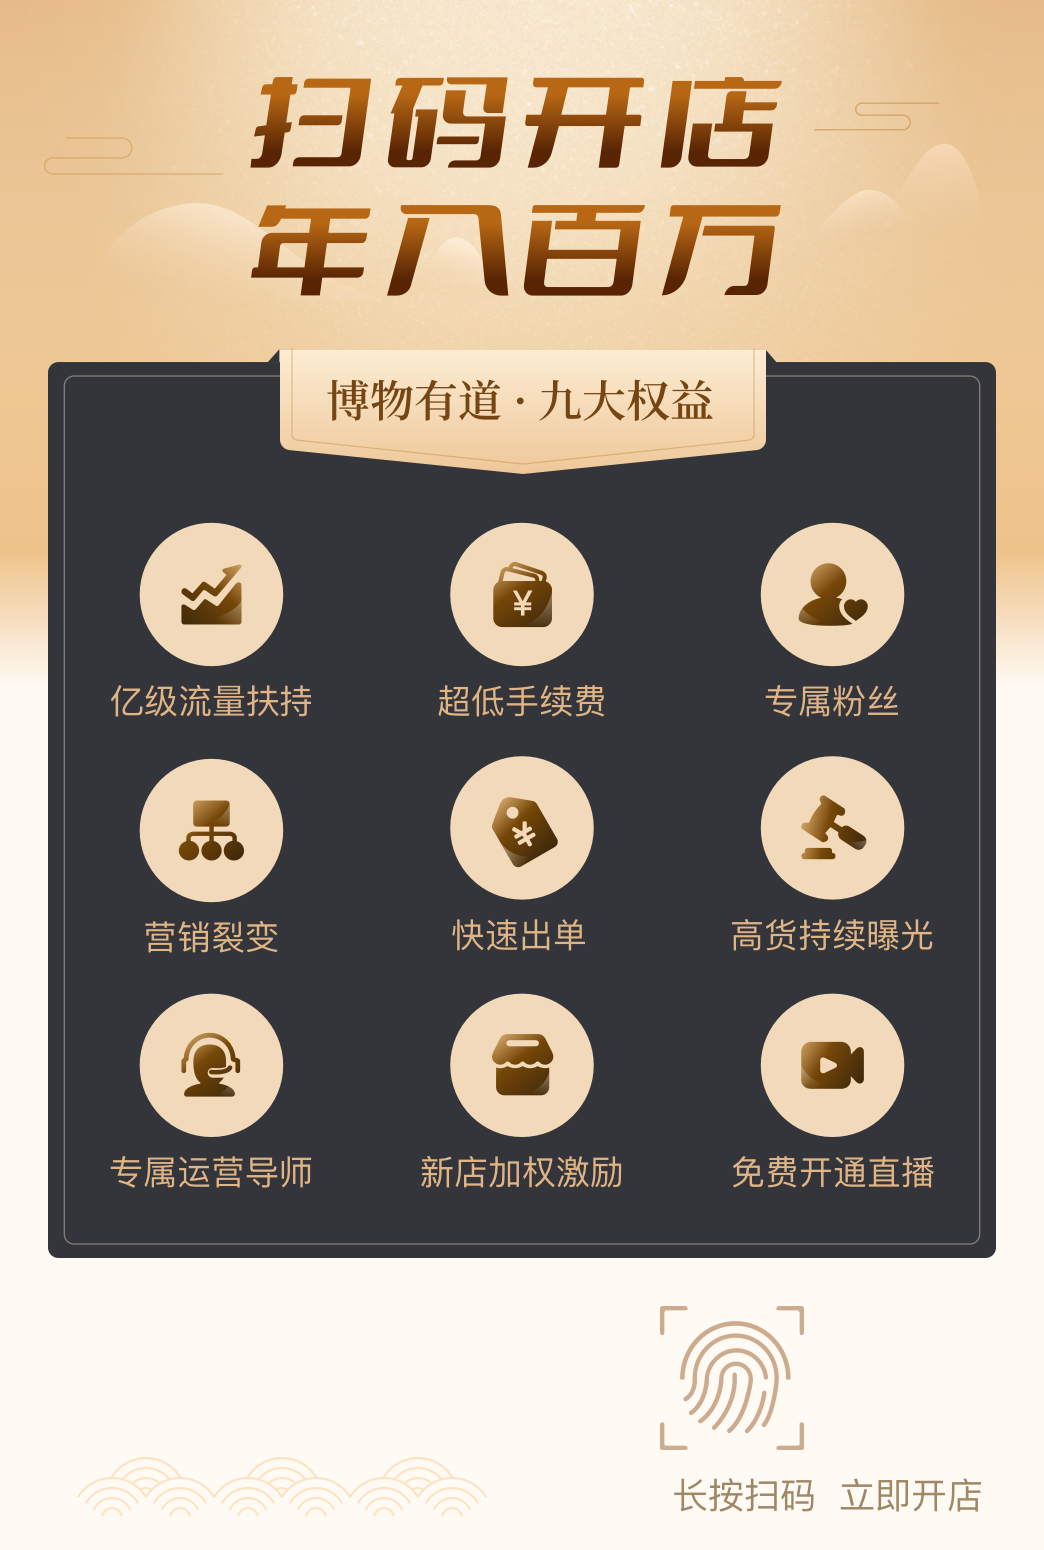 扫码开店
年入百万
博物有道·九大权益
亿级流量扶持
超低手续费
专属粉丝
营销裂变
快速出单
高货持续曝光
专属运营导师
新店加权激励
免费开通直播
长按扫码 立即开店